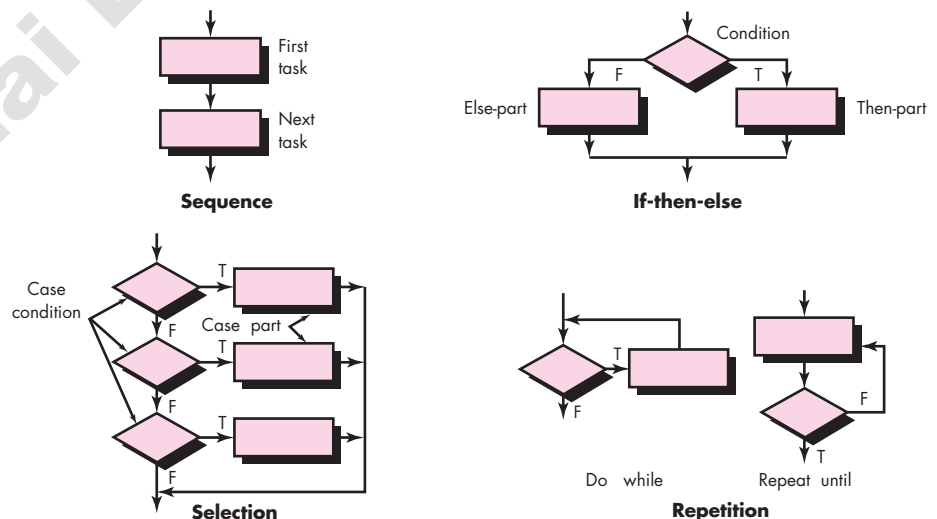 First
task
Next
task
Sequence
Condition
F
T
Else-part
Then-part
If-then-else
Case
condition
T
F
Case part
T
F
T
F
Selection
T
F
Do while
F
T
Repeat until
Repetition